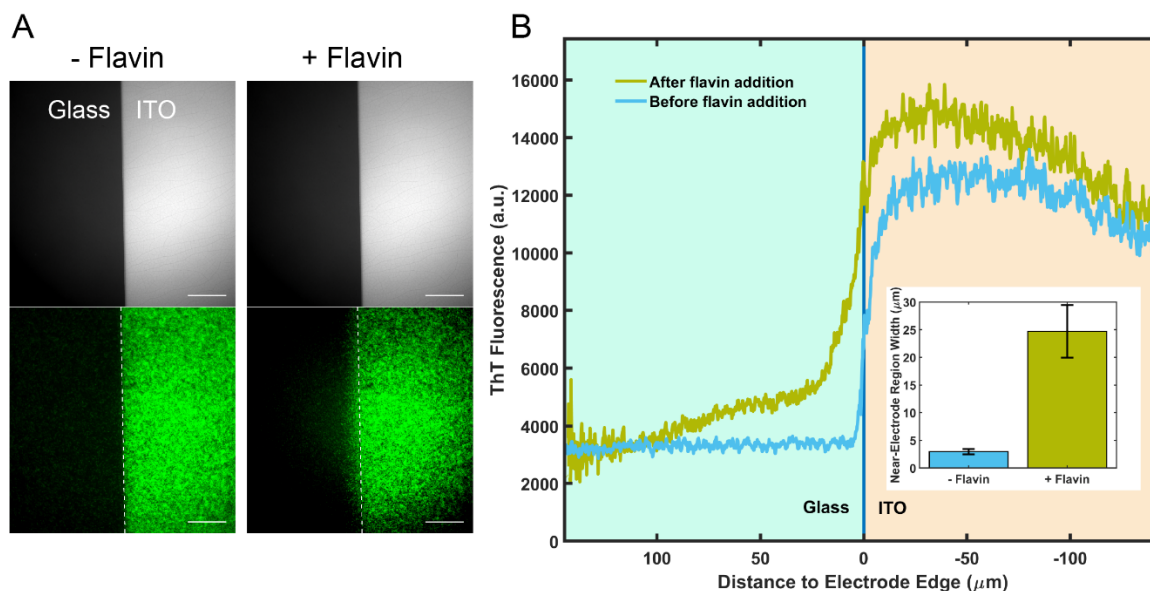 A
- Flavin
+ Flavin
Glass
ITO
B
After flavin addition
Before flavin addition
ThT Fluorescence (a.u.)
16000
14000
12000
10000
8000
6000
4000
2000
0
100
50
0
-50
-100
Distance to Electrode Edge (μm)
Glass
ITO
Near-Electrode Region Width (μm)
30
25
20
15
10
5
0
- Flavin
+ Flavin